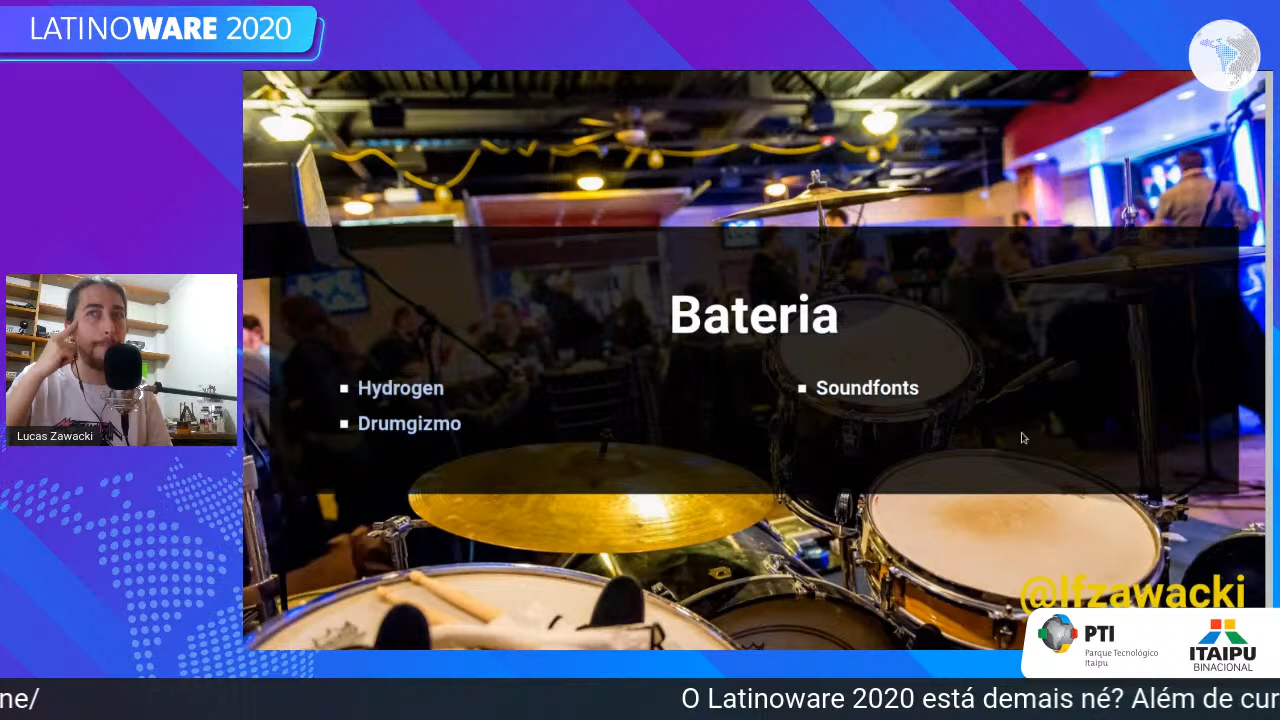 LATINOWARE 2020
Bateria
Hydrogen
Drumgizmo
Soundfonts
Lucas Zawacki
@lfzawacki
PTI
Parque Tecnológico
Itaipu
ITAIPU
BINACIONAL
ne/
O Latinoware 2020 está demais né? Além de cur